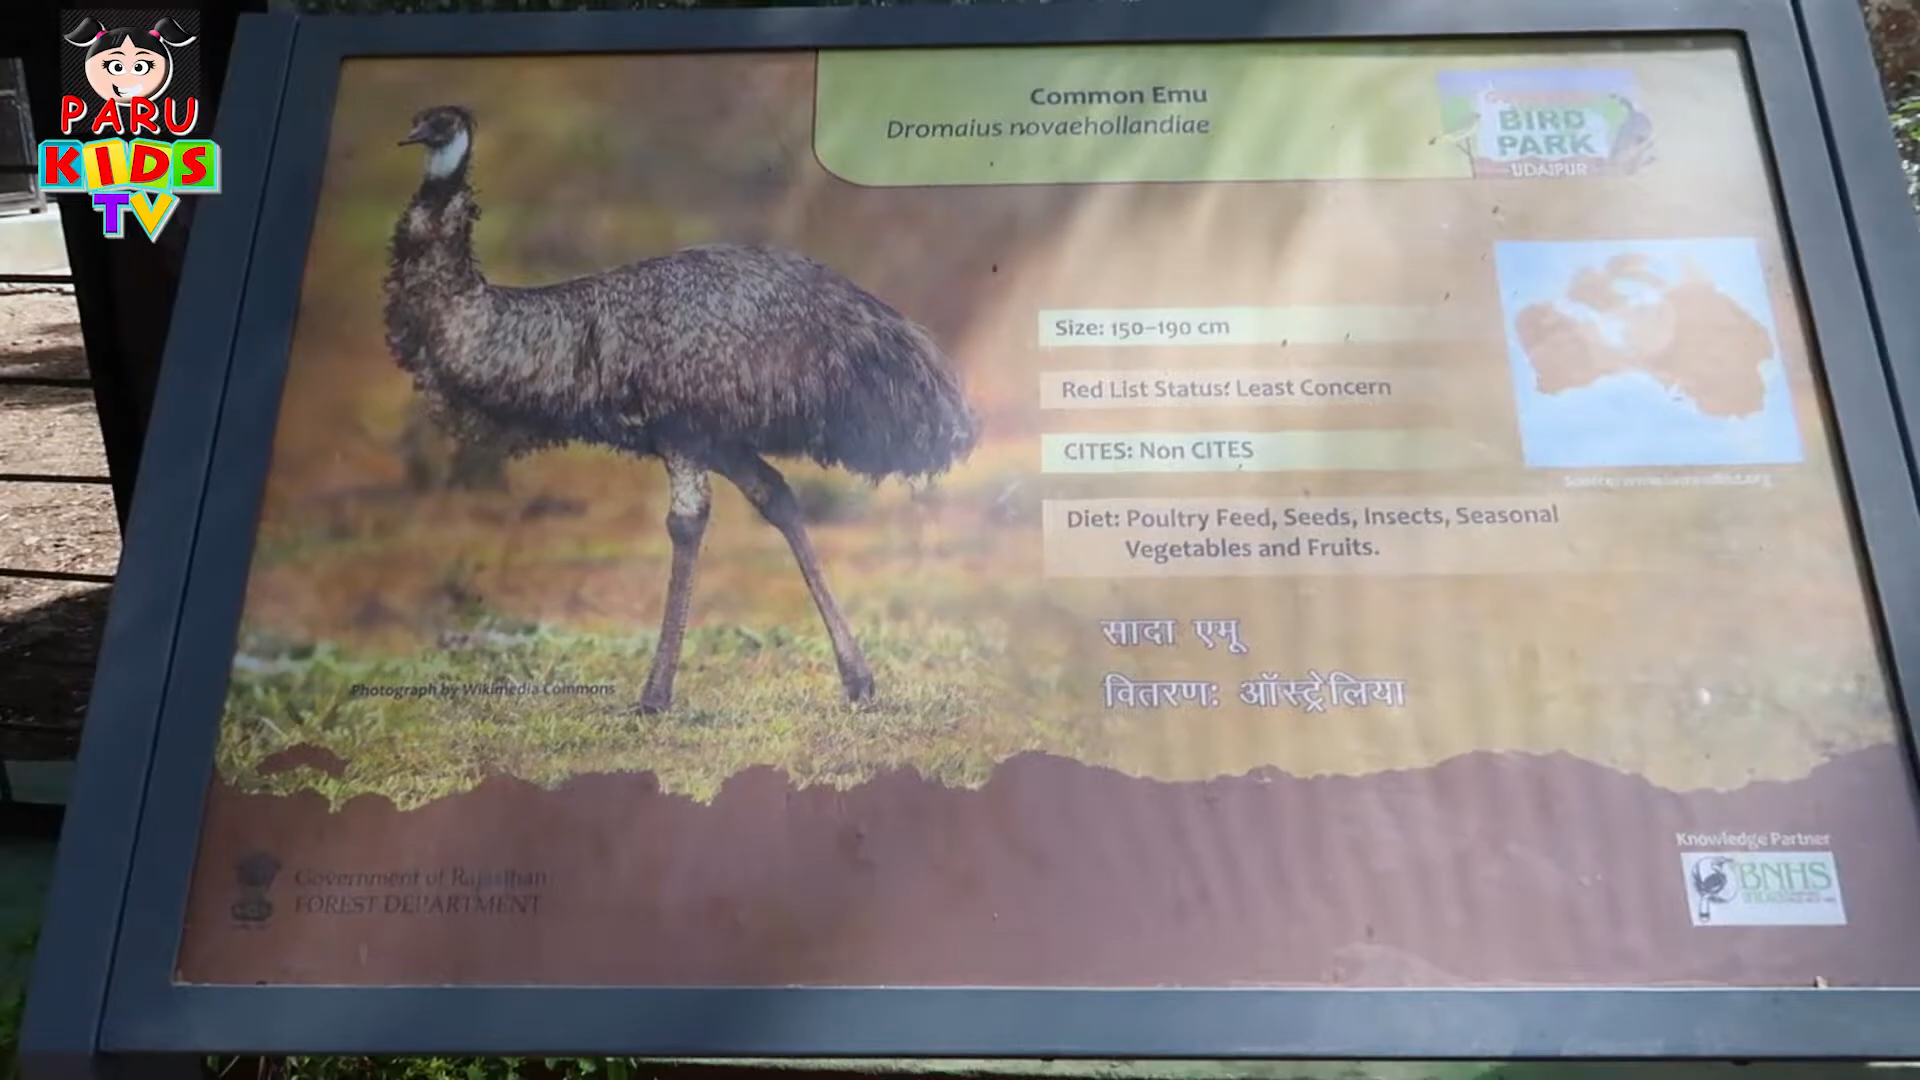 PARU
KIDS
TV
Common Emu
Dromaius novaehollandiae
BIRD
PARK
UDAIPUR
Size: 150–190 cm
Red List Status: Least Concern
CITES: Non CITES
Diet: Poultry Feed, Seeds, Insects, Seasonal
Vegetables and Fruits.
सादा एमू
वितरण: ऑस्ट्रेलिया
Photograph by Wikimedia Commons
Government of Rajasthan
FOREST DEPARTMENT
Knowledge Partner
BNHS